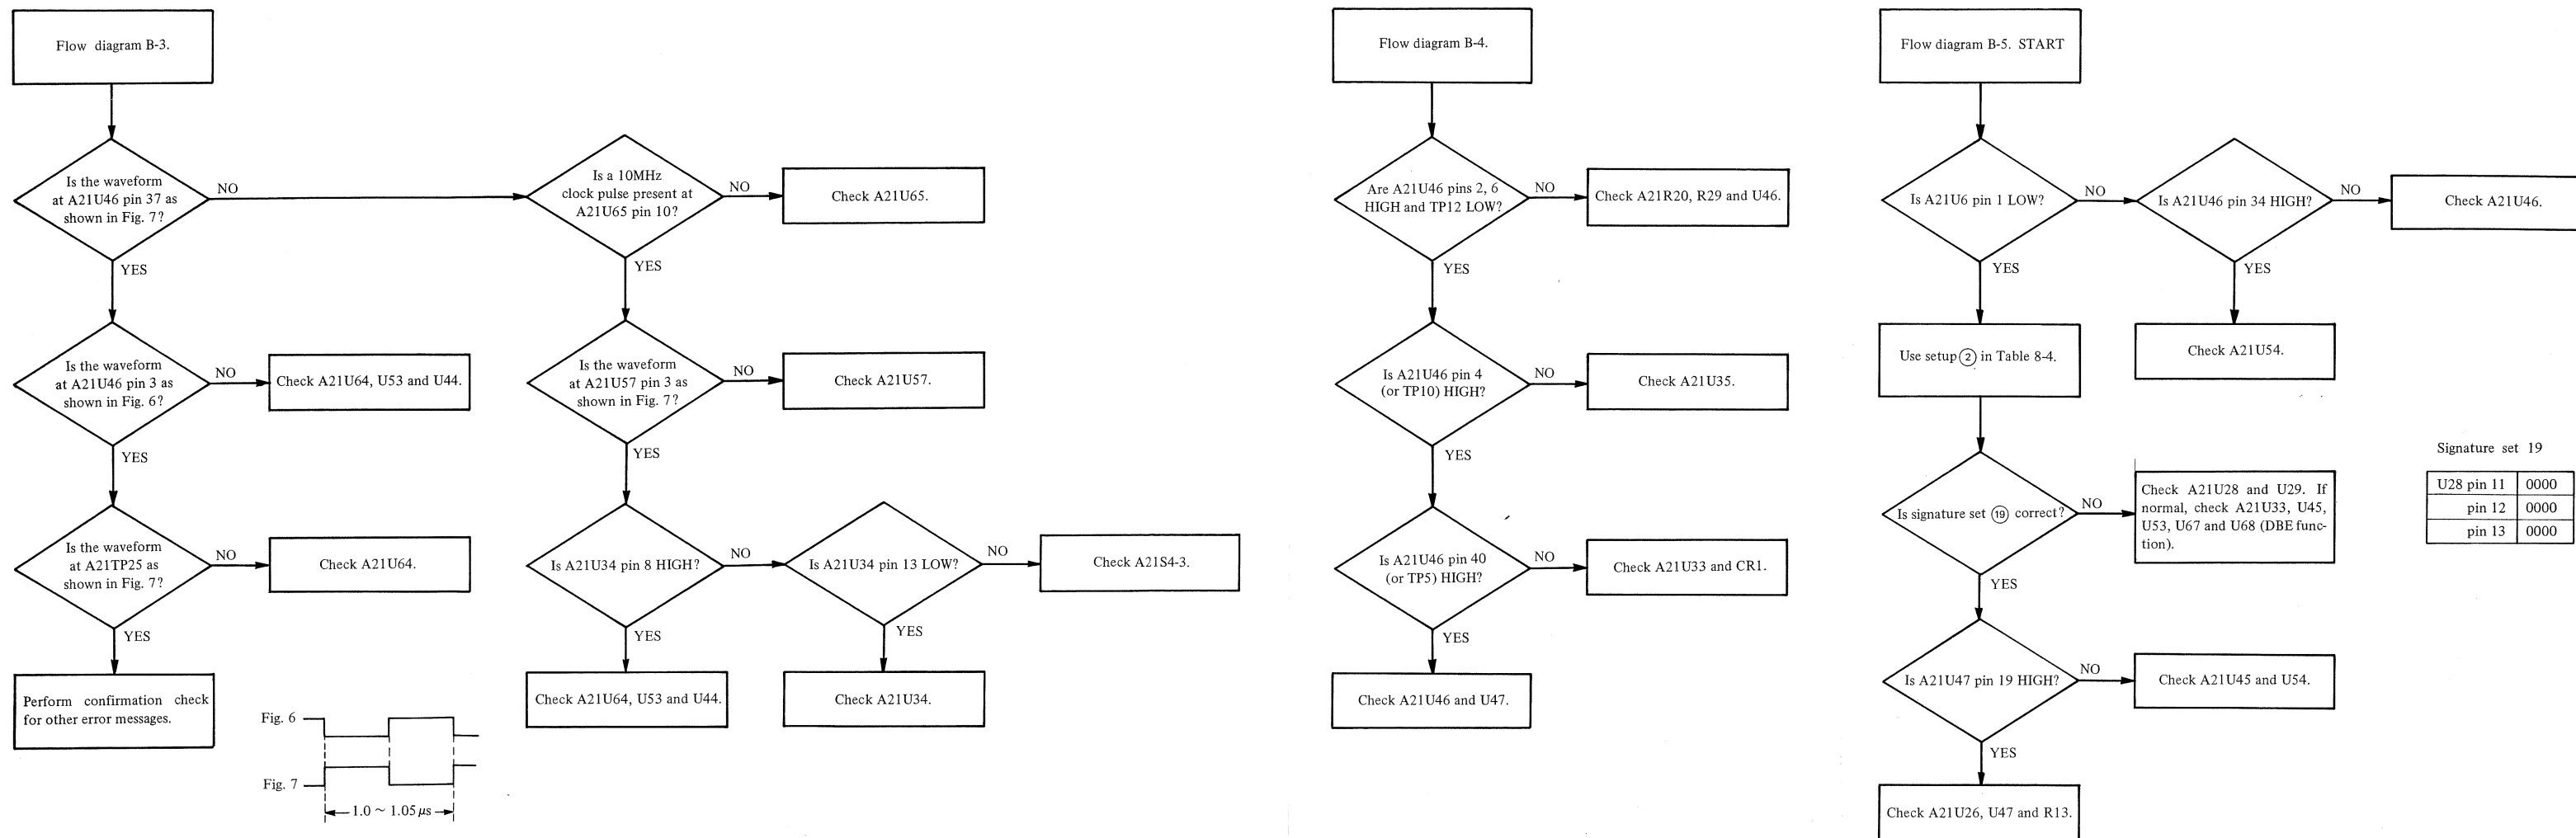 Flow diagram B-3.
Is the waveform
at A21U46 pin 37 as
shown in Fig. 7?
NO
YES
Is the waveform
at A21U46 pin 3 as
shown in Fig. 6?
NO
Check A21U64, U53 and U44.
YES
Is the waveform
at A21TP25 as
shown in Fig. 7?
NO
Check A21U64.
YES
Perform confirmation check
for other error messages.
Fig. 6
Fig. 7
1.0 ~ 1.05 µs
Is a 10MHz
clock pulse present at
A21U65 pin 10?
NO
Check A21U65.
YES
Is the waveform
at A21U57 pin 3 as
shown in Fig. 7?
NO
Check A21U57.
YES
Is A21U34 pin 8 HIGH?
NO
Is A21U34 pin 13 LOW?
NO
Check A21S4-3.
YES
Check A21U64, U53 and U44.
YES
Check A21U34.
Flow diagram B-4.
Are A21U46 pins 2, 6
HIGH and TP12 LOW?
NO
Check A21R20, R29 and U46.
YES
Is A21U46 pin 4
(or TP10) HIGH?
NO
Check A21U35.
YES
Is A21U46 pin 40
(or TP5) HIGH?
NO
Check A21U33 and CR1.
YES
Check A21U46 and U47.
Flow diagram B-5. START
Is A21U6 pin 1 LOW?
NO
Is A21U46 pin 34 HIGH?
NO
Check A21U46.
YES
Check A21U54.
YES
Use setup 2 in Table 8-4.
Is signature set 19 correct?
NO
Check A21U28 and U29. If
normal, check A21U33, U45,
U53, U67 and U68 (DBE func-
tion).
YES
Is A21U47 pin 19 HIGH?
NO
Check A21U45 and U54.
YES
Check A21U26, U47 and R13.
Signature set 19
U28 pin 11 0000
pin 12 0000
pin 13 0000